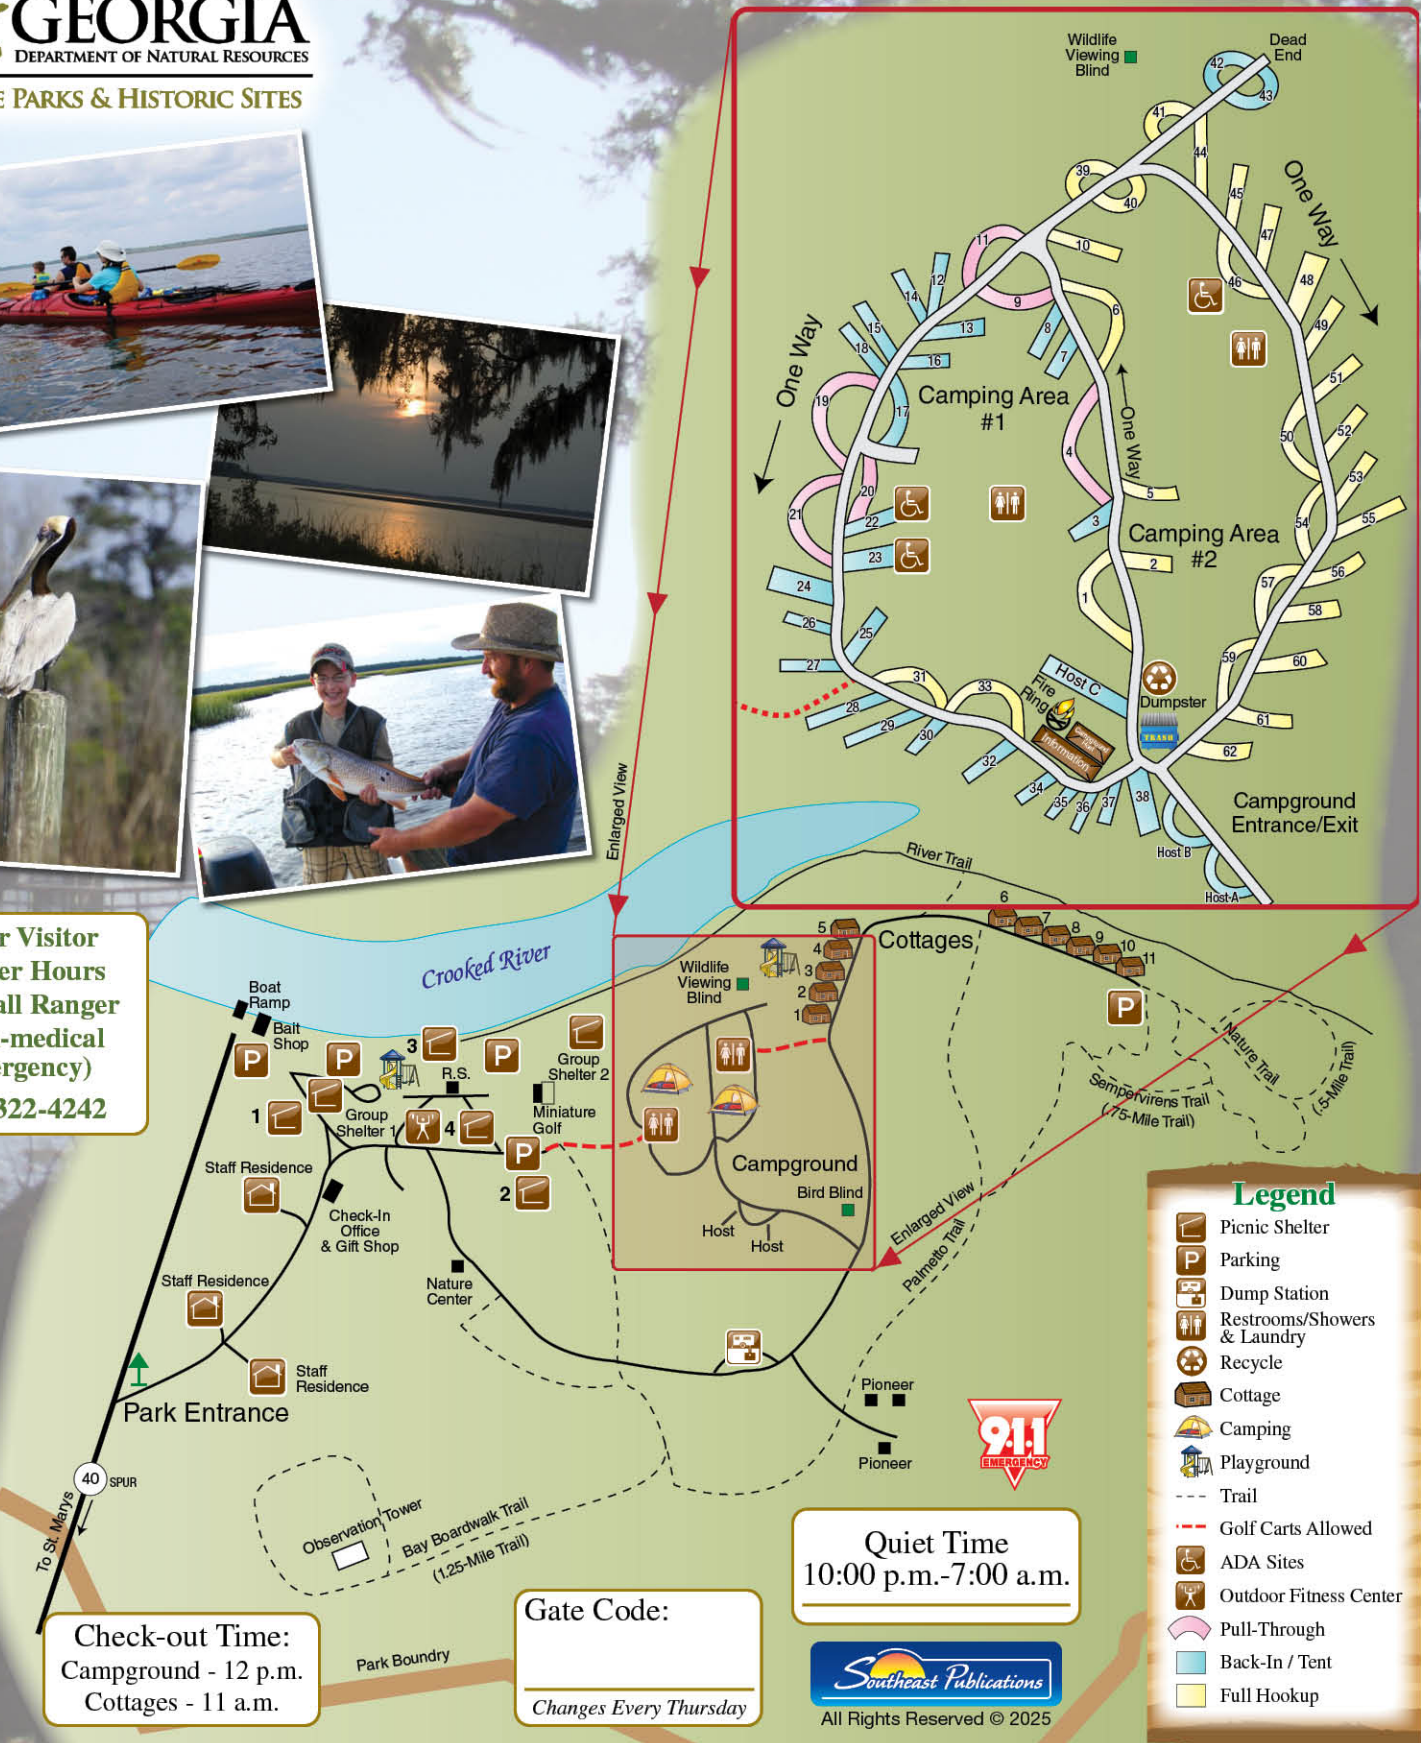 GEORGIA
DEPARTMENT OF NATURAL RESOURCES
PARKS & HISTORIC SITES
Wildlife
Viewing
Blind
Dead
End
42
43
41
44
39
40
45
47
46
48
One Way
11
10
9
12
14
13
15
18
16
8
7
6
49
51
One Way
19
17
Camping Area
#1
4
One Way
50
52
53
5
20
21
22
23
3
Camping Area
#2
54
55
2
1
56
57
58
24
26
25
27
59
60
31
33
Host C
Fire
Ring
Dumpster
TRASH
Information
61
62
28
29
30
32
34
35
36
37
38
Campground
Entrance/Exit
Host B
Host A
Enlarged View
River Trail
Visitor
Hours
Ranger
-medical
322-4242
Crooked River
Boat
Ramp
Bait
Shop
P
P
3
R.S.
P
Group
Shelter 2
1
Group
Shelter 1
4
Miniature
Golf
P
2
Wildlife
Viewing
Blind
5
4
3
2
1
Cottages
6
7
8
9
10
11
P
Nature Trail
(.5-Mile Trail)
Sempervirens Trail
(.75-Mile Trail)
Campground
Bird Blind
Host
Host
Enlarged View
Palmetto Trail
Staff Residence
Check-In
Office
& Gift Shop
Staff Residence
Nature
Center
Staff
Residence
Park Entrance
40
SPUR
To St. Marys
Pioneer
Pioneer
911
EMERGENCY
Observation Tower
Bay Boardwalk Trail
(1.25-Mile Trail)
Quiet Time
10:00 p.m.-7:00 a.m.
Gate Code:
Changes Every Thursday
Check-out Time:
Campground - 12 p.m.
Cottages - 11 a.m.
Park Boundry
Southeast Publications
All Rights Reserved © 2025
Legend
Picnic Shelter
P Parking
Dump Station
Restrooms/Showers
& Laundry
Recycle
Cottage
Camping
Playground
Trail
Golf Carts Allowed
ADA Sites
Outdoor Fitness Center
Pull-Through
Back-In / Tent
Full Hookup